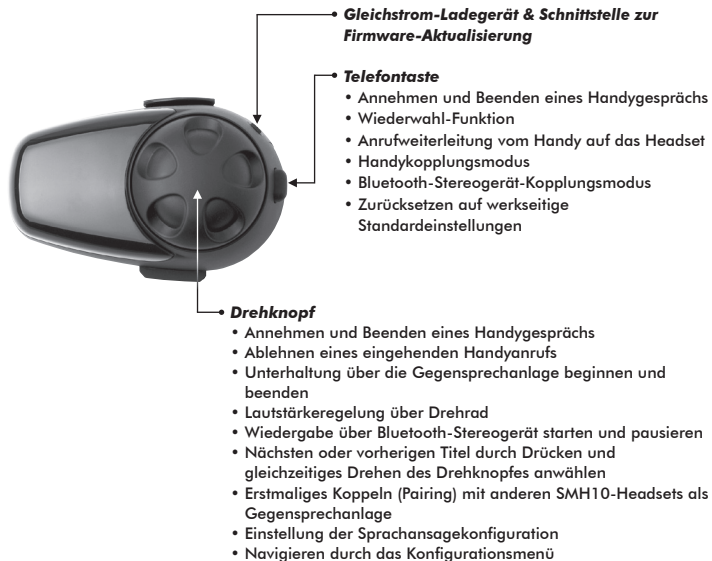 Gleichstrom-Ladegerät & Schnittstelle zur
Firmware-Aktualisierung
Telefontaste
• Annehmen und Beenden eines Handygesprächs
• Wiederwahl-Funktion
• Anrufweiterleitung vom Handy auf das Headset
• Handykopplungsmodus
• Bluetooth-Stereogerät-Kopplungsmodus
• Zurücksetzen auf werkseitige
Standardeinstellungen
Drehknopf
• Annehmen und Beenden eines Handygesprächs
• Ablehnen eines eingehenden Handyanrufs
• Unterhaltung über die Gegensprechanlage beginnen und
beenden
• Lautstärkeregelung über Drehrad
• Wiedergabe über Bluetooth-Stereogerät starten und pausieren
• Nächsten oder vorherigen Titel durch Drücken und
gleichzeitiges Drehen des Drehknopfes anwählen
• Erstmaliges Koppeln (Pairing) mit anderen SMH10-Headsets als
Gegensprechanlage
• Einstellung der Sprachansagekonfiguration
• Navigieren durch das Konfigurationsmenü